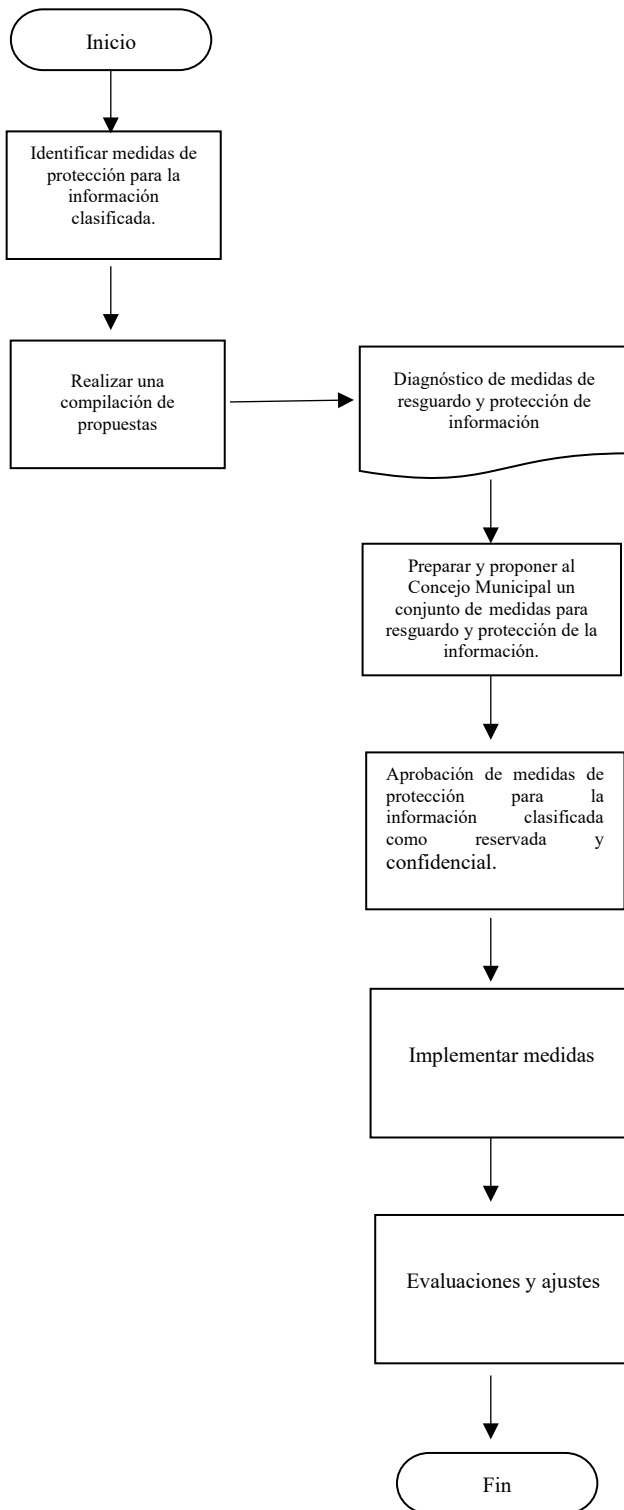 Inicio
Identificar medidas de
protección para la
información
clasificada.
Realizar una
compilación de
propuestas
Diagnóstico de medidas de
resguardo y protección de
información
Preparar y proponer al
Concejo Municipal un
conjunto de medidas para
resguardo y protección de la
información.
Aprobación de medidas de
protección para la
información clasificada
como reservada y
confidencial.
Implementar medidas
Evaluaciones y ajustes
Fin